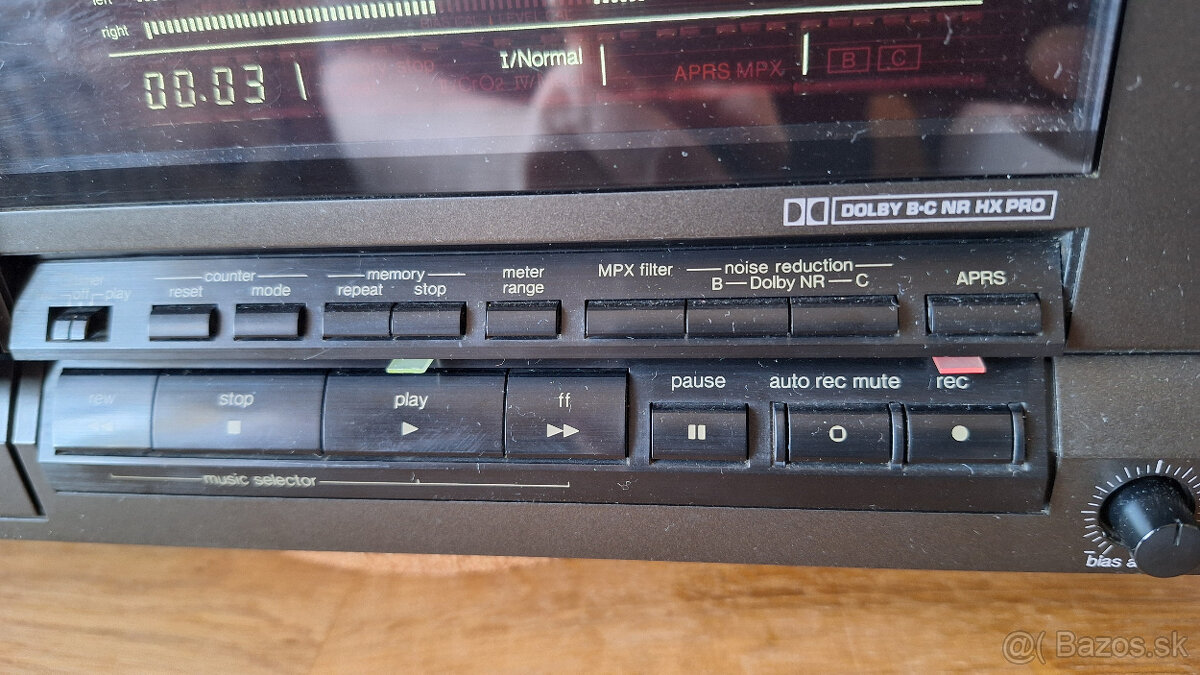 left
right
I/Normal
00.03
APRS MPX
B C
DOLBY B·C NR HX PRO
counter
memory
meter
range
MPX filter
noise reduction
APRS
off
play
reset
mode
repeat
stop
B
Dolby NR
C
rew
stop
play
ff
pause
auto rec mute
rec
music selector
bias a
@( Bazos.sk